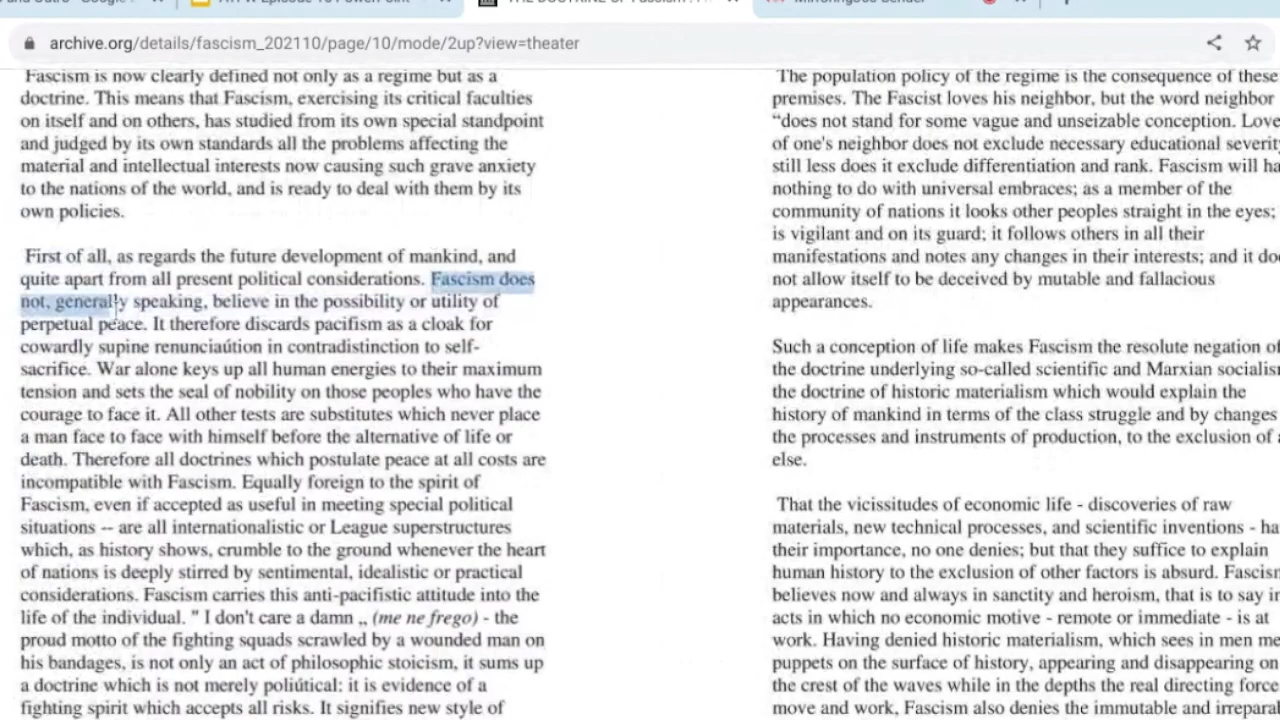 archive.org/details/fascism_202110/page/10/mode/2up?view=theater
Fascism is now clearly defined not only as a regime but as a
doctrine. This means that Fascism, exercising its critical faculties
on itself and on others, has studied from its own special standpoint
and judged by its own standards all the problems affecting the
material and intellectual interests now causing such grave anxiety
to the nations of the world, and is ready to deal with them by its
own policies.
First of all, as regards the future development of mankind, and
quite apart from all present political considerations. Fascism does
not, generally speaking, believe in the possibility or utility of
perpetual peace. It therefore discards pacifism as a cloak for
cowardly supine renunciaútion in contradistinction to self-
sacrifice. War alone keys up all human energies to their maximum
tension and sets the seal of nobility on those peoples who have the
courage to face it. All other tests are substitutes which never place
a man face to face with himself before the alternative of life or
death. Therefore all doctrines which postulate peace at all costs are
incompatible with Fascism. Equally foreign to the spirit of
Fascism, even if accepted as useful in meeting special political
situations -- are all internationalistic or League superstructures
which, as history shows, crumble to the ground whenever the heart
of nations is deeply stirred by sentimental, idealistic or practical
considerations. Fascism carries this anti-pacifistic attitude into the
life of the individual. " I don't care a damn „ (me ne frego) - the
proud motto of the fighting squads scrawled by a wounded man on
his bandages, is not only an act of philosophic stoicism, it sums up
a doctrine which is not merely poliútical: it is evidence of a
fighting spirit which accepts all risks. It signifies new style of
The population policy of the regime is the consequence of these
premises. The Fascist loves his neighbor, but the word neighbor
“does not stand for some vague and unseizable conception. Love
of one's neighbor does not exclude necessary educational severity
still less does it exclude differentiation and rank. Fascism will ha
nothing to do with universal embraces; as a member of the
community of nations it looks other peoples straight in the eyes;
is vigilant and on its guard; it follows others in all their
manifestations and notes any changes in their interests; and it doe
not allow itself to be deceived by mutable and fallacious
appearances.
Such a conception of life makes Fascism the resolute negation of
the doctrine underlying so-called scientific and Marxian socialism
the doctrine of historic materialism which would explain the
history of mankind in terms of the class struggle and by changes
the processes and instruments of production, to the exclusion of a
else.
That the vicissitudes of economic life - discoveries of raw
materials, new technical processes, and scientific inventions - ha
their importance, no one denies; but that they suffice to explain
human history to the exclusion of other factors is absurd. Fascism
believes now and always in sanctity and heroism, that is to say in
acts in which no economic motive - remote or immediate - is at
work. Having denied historic materialism, which sees in men me
puppets on the surface of history, appearing and disappearing on
the crest of the waves while in the depths the real directing force
move and work, Fascism also denies the immutable and irreparal